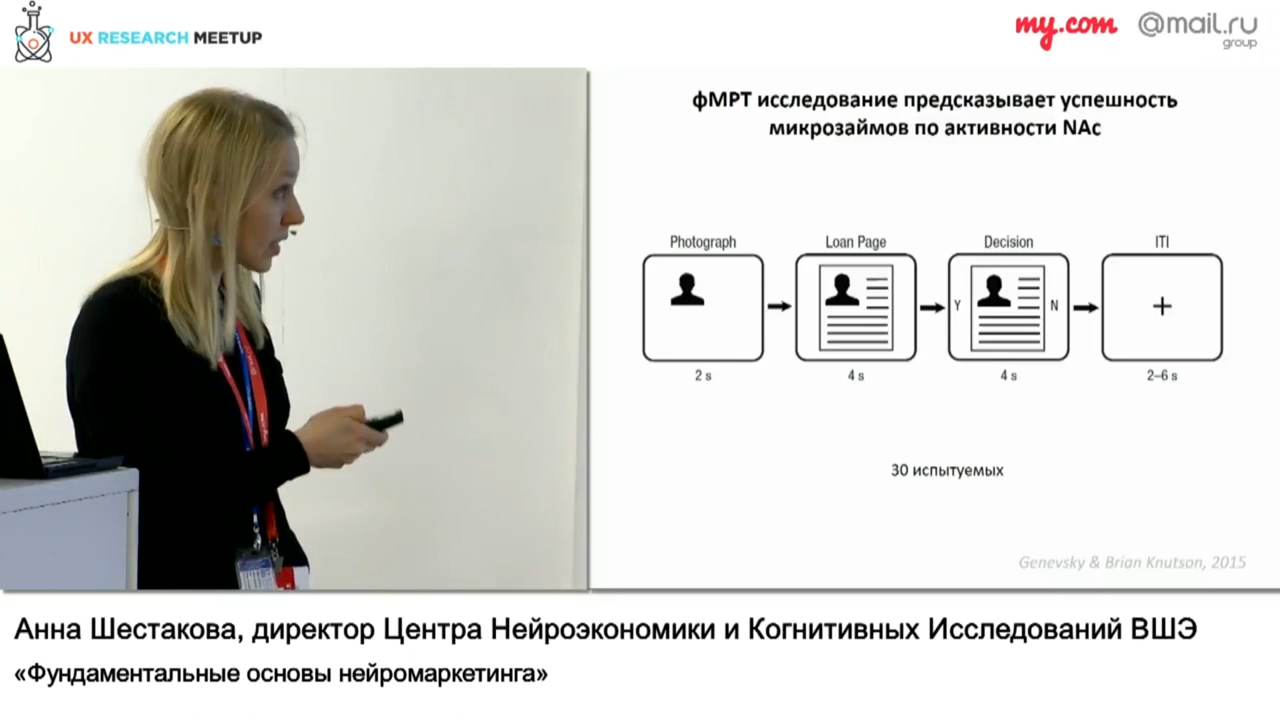 UX RESEARCH MEETUP
my.com @mail.ru group
фМРТ исследование предсказывает успешность
микрозаймов по активности NAc
Photograph Loan Page Decision ITI
Y N
2 s 4 s 4 s 2–6 s
30 испытуемых
Genevsky & Brian Knutson, 2015
Анна Шестакова, директор Центра Нейроэкономики и Когнитивных Исследований ВШЭ
«Фундаментальные основы нейромаркетинга»